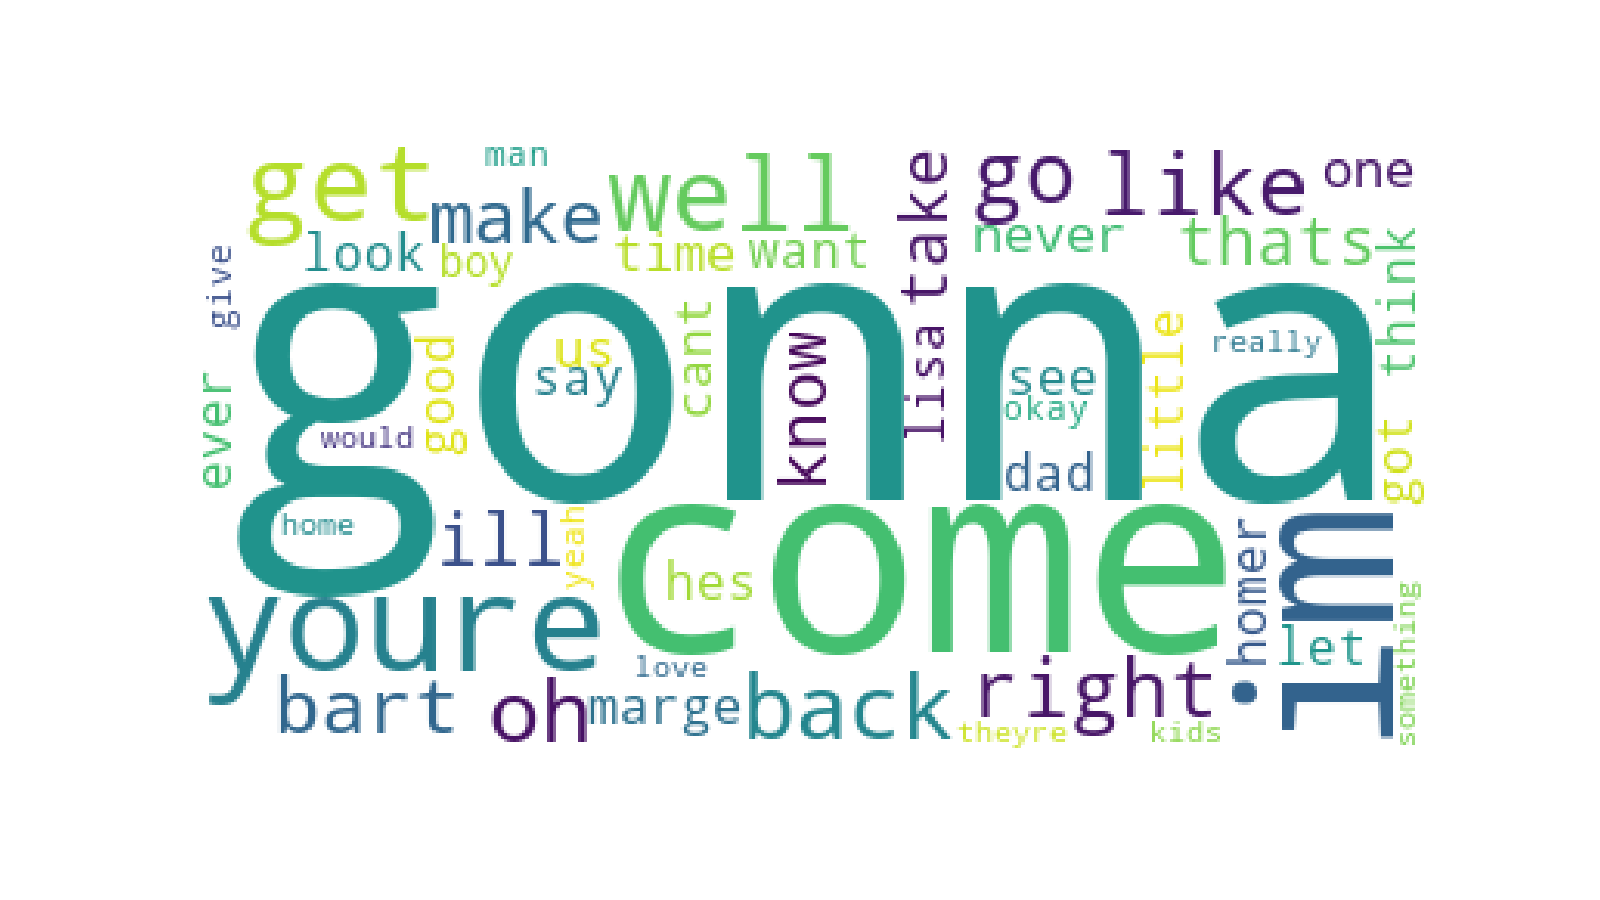 man
get
well
take
go
like
one
make
look
boy
time
want
never
thats
give
think
gonna
good
us
say
cant
know
lisa
see
okay
little
really
ever
would
dad
got
home
ill
yeah
come
hes
im
homer
youre
let
something
love
bart
oh
marge
back
right
theyre
kids